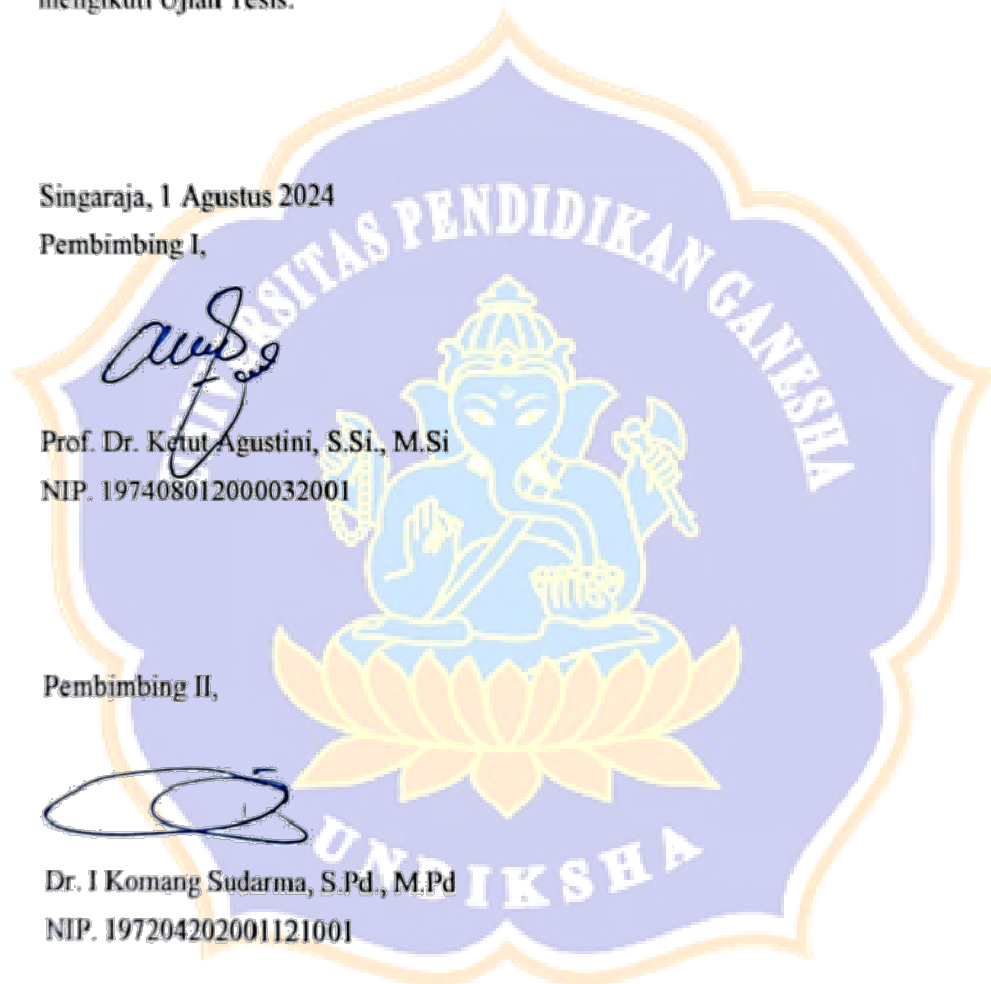 mengikuti Ujian Tesis.
Singaraja, 1 Agustus 2024
Pembimbing I,
UNIVERSITAS PENDIDIKAN GANESHA
Prof. Dr. Ketut Agustini, S.Si., M.Si
NIP. 197408012000032001
Pembimbing II,
UNDIKSHA
Dr. I Komang Sudarma, S.Pd., M.Pd
NIP. 197204202001121001